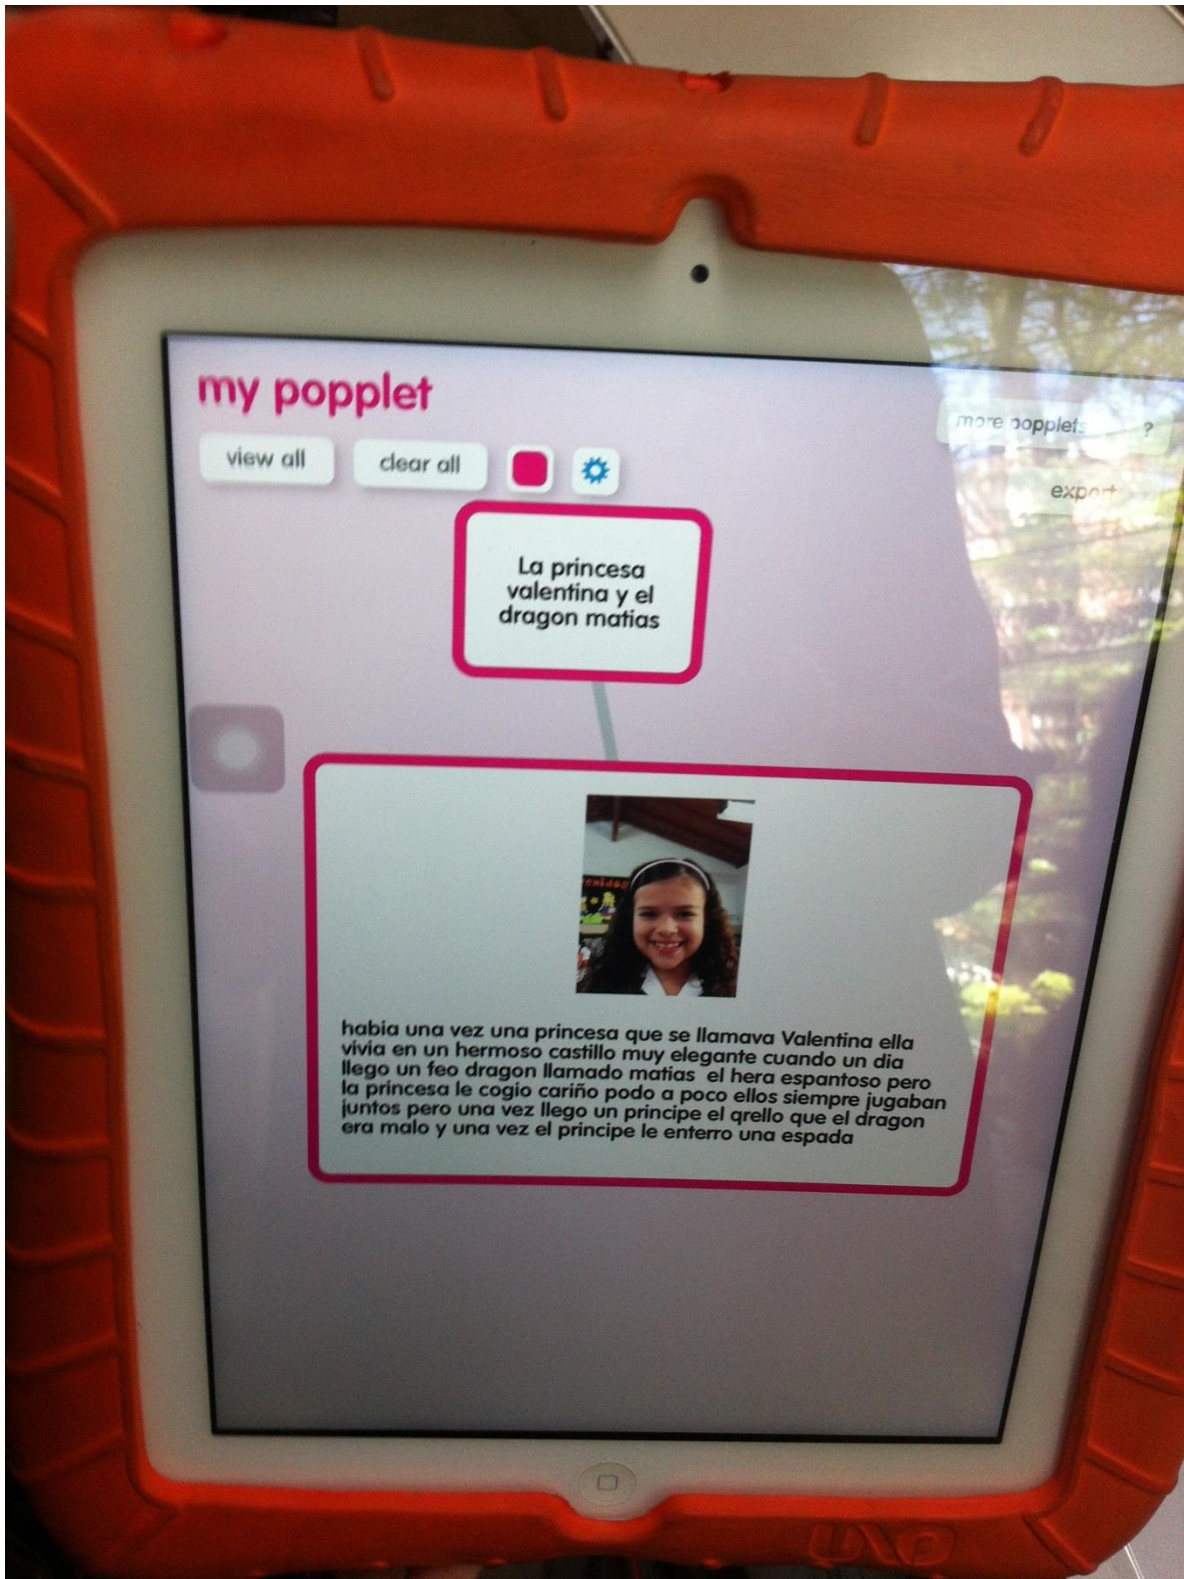 my popplet
view all
clear all
more popplets
?
export
La princesa
valentina y el
dragon matias
habia una vez una princesa que se llamava Valentina ella
vivia en un hermoso castillo muy elegante cuando un dia
llego un feo dragon llamado matias el hera espantoso pero
la princesa le cogio cariño podo a poco ellos siempre jugaban
juntos pero una vez llego un principe el qrello que el dragon
era malo y una vez el principe le enterro una espada